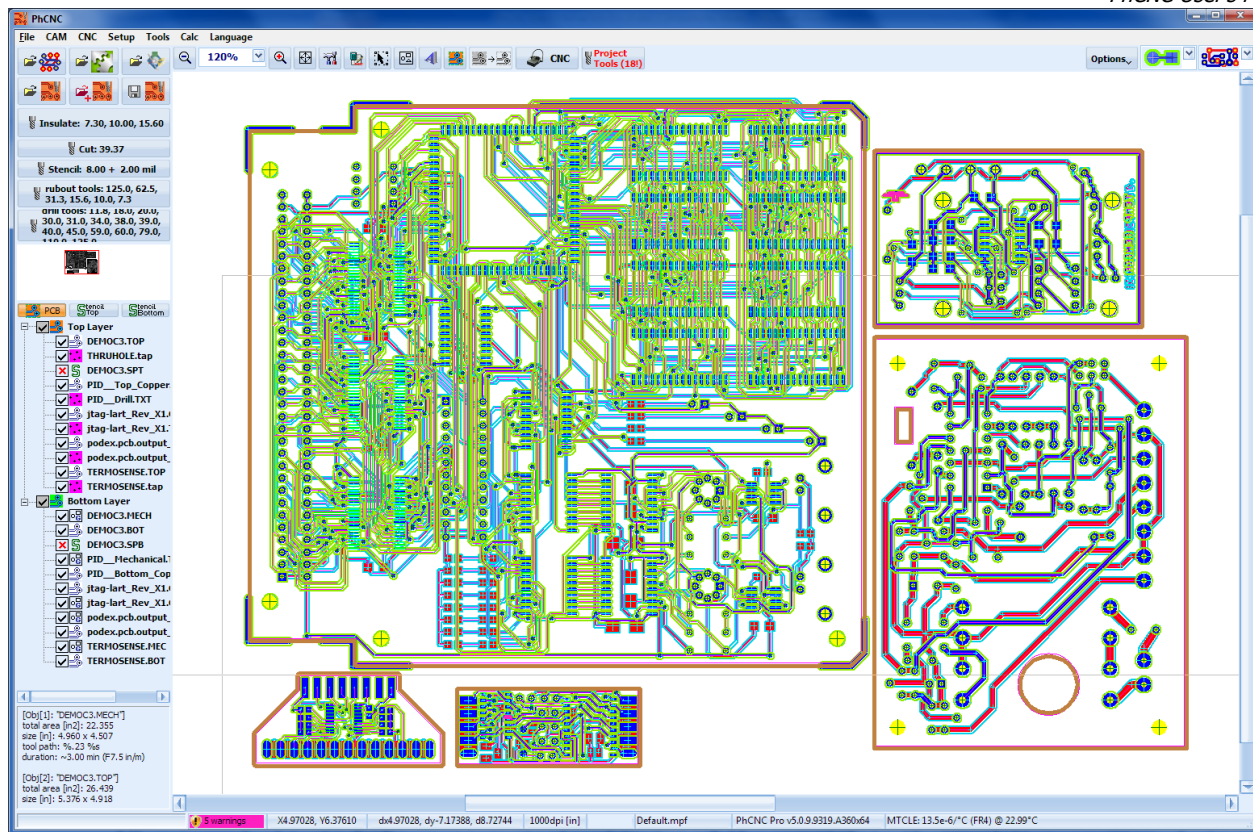 PhCNC
File CAM CNC Setup Tools Calc Language
120% CNC Project Tools (18!) Options
Insulate: 7.30, 10.00, 15.60
Cut: 39.37
Stencil: 8.00 + 2.00 mil
rubout tools: 125.0, 62.5,
31.3, 15.6, 10.0, 7.3
drill tools: 11.8, 18.0, 20.0,
30.0, 31.0, 34.0, 38.0, 39.0,
40.0, 45.0, 59.0, 60.0, 79.0,
110.0, 125.0
PCB Stencil Top Stencil Bottom
Top Layer
DEMOC3.TOP
THRUHOLE.tap
DEMOC3.SPT
PID__Top_Copper
PID__Drill.TXT
jtag-lart_Rev_X1.
jtag-lart_Rev_X1.
podex.pcb.output_
podex.pcb.output_
TERMOSENSE.TOP
TERMOSENSE.tap
Bottom Layer
DEMOC3.MECH
DEMOC3.BOT
DEMOC3.SPB
PID__Mechanical.
PID__Bottom_Cop
jtag-lart_Rev_X1.
jtag-lart_Rev_X1.
podex.pcb.output_
podex.pcb.output_
TERMOSENSE.MEC
TERMOSENSE.BOT
[Obj[1]: "DEMOC3.MECH"]
total area [in2]: 22.355
size [in]: 4.960 x 4.507
tool path: %.23 %s
duration: ~3.00 min (F7.5 in/m)
[Obj[2]: "DEMOC3.TOP"]
total area [in2]: 26.439
size [in]: 5.376 x 4.918
5 warnings X4.97028, Y6.37610 dx4.97028, dy-7.17388, d8.72744 1000dpi [in] Default.mpf PhCNC Pro v5.0.9.9319.A360x64 MTCLE: 13.5e-6/°C (FR4) @ 22.99°C